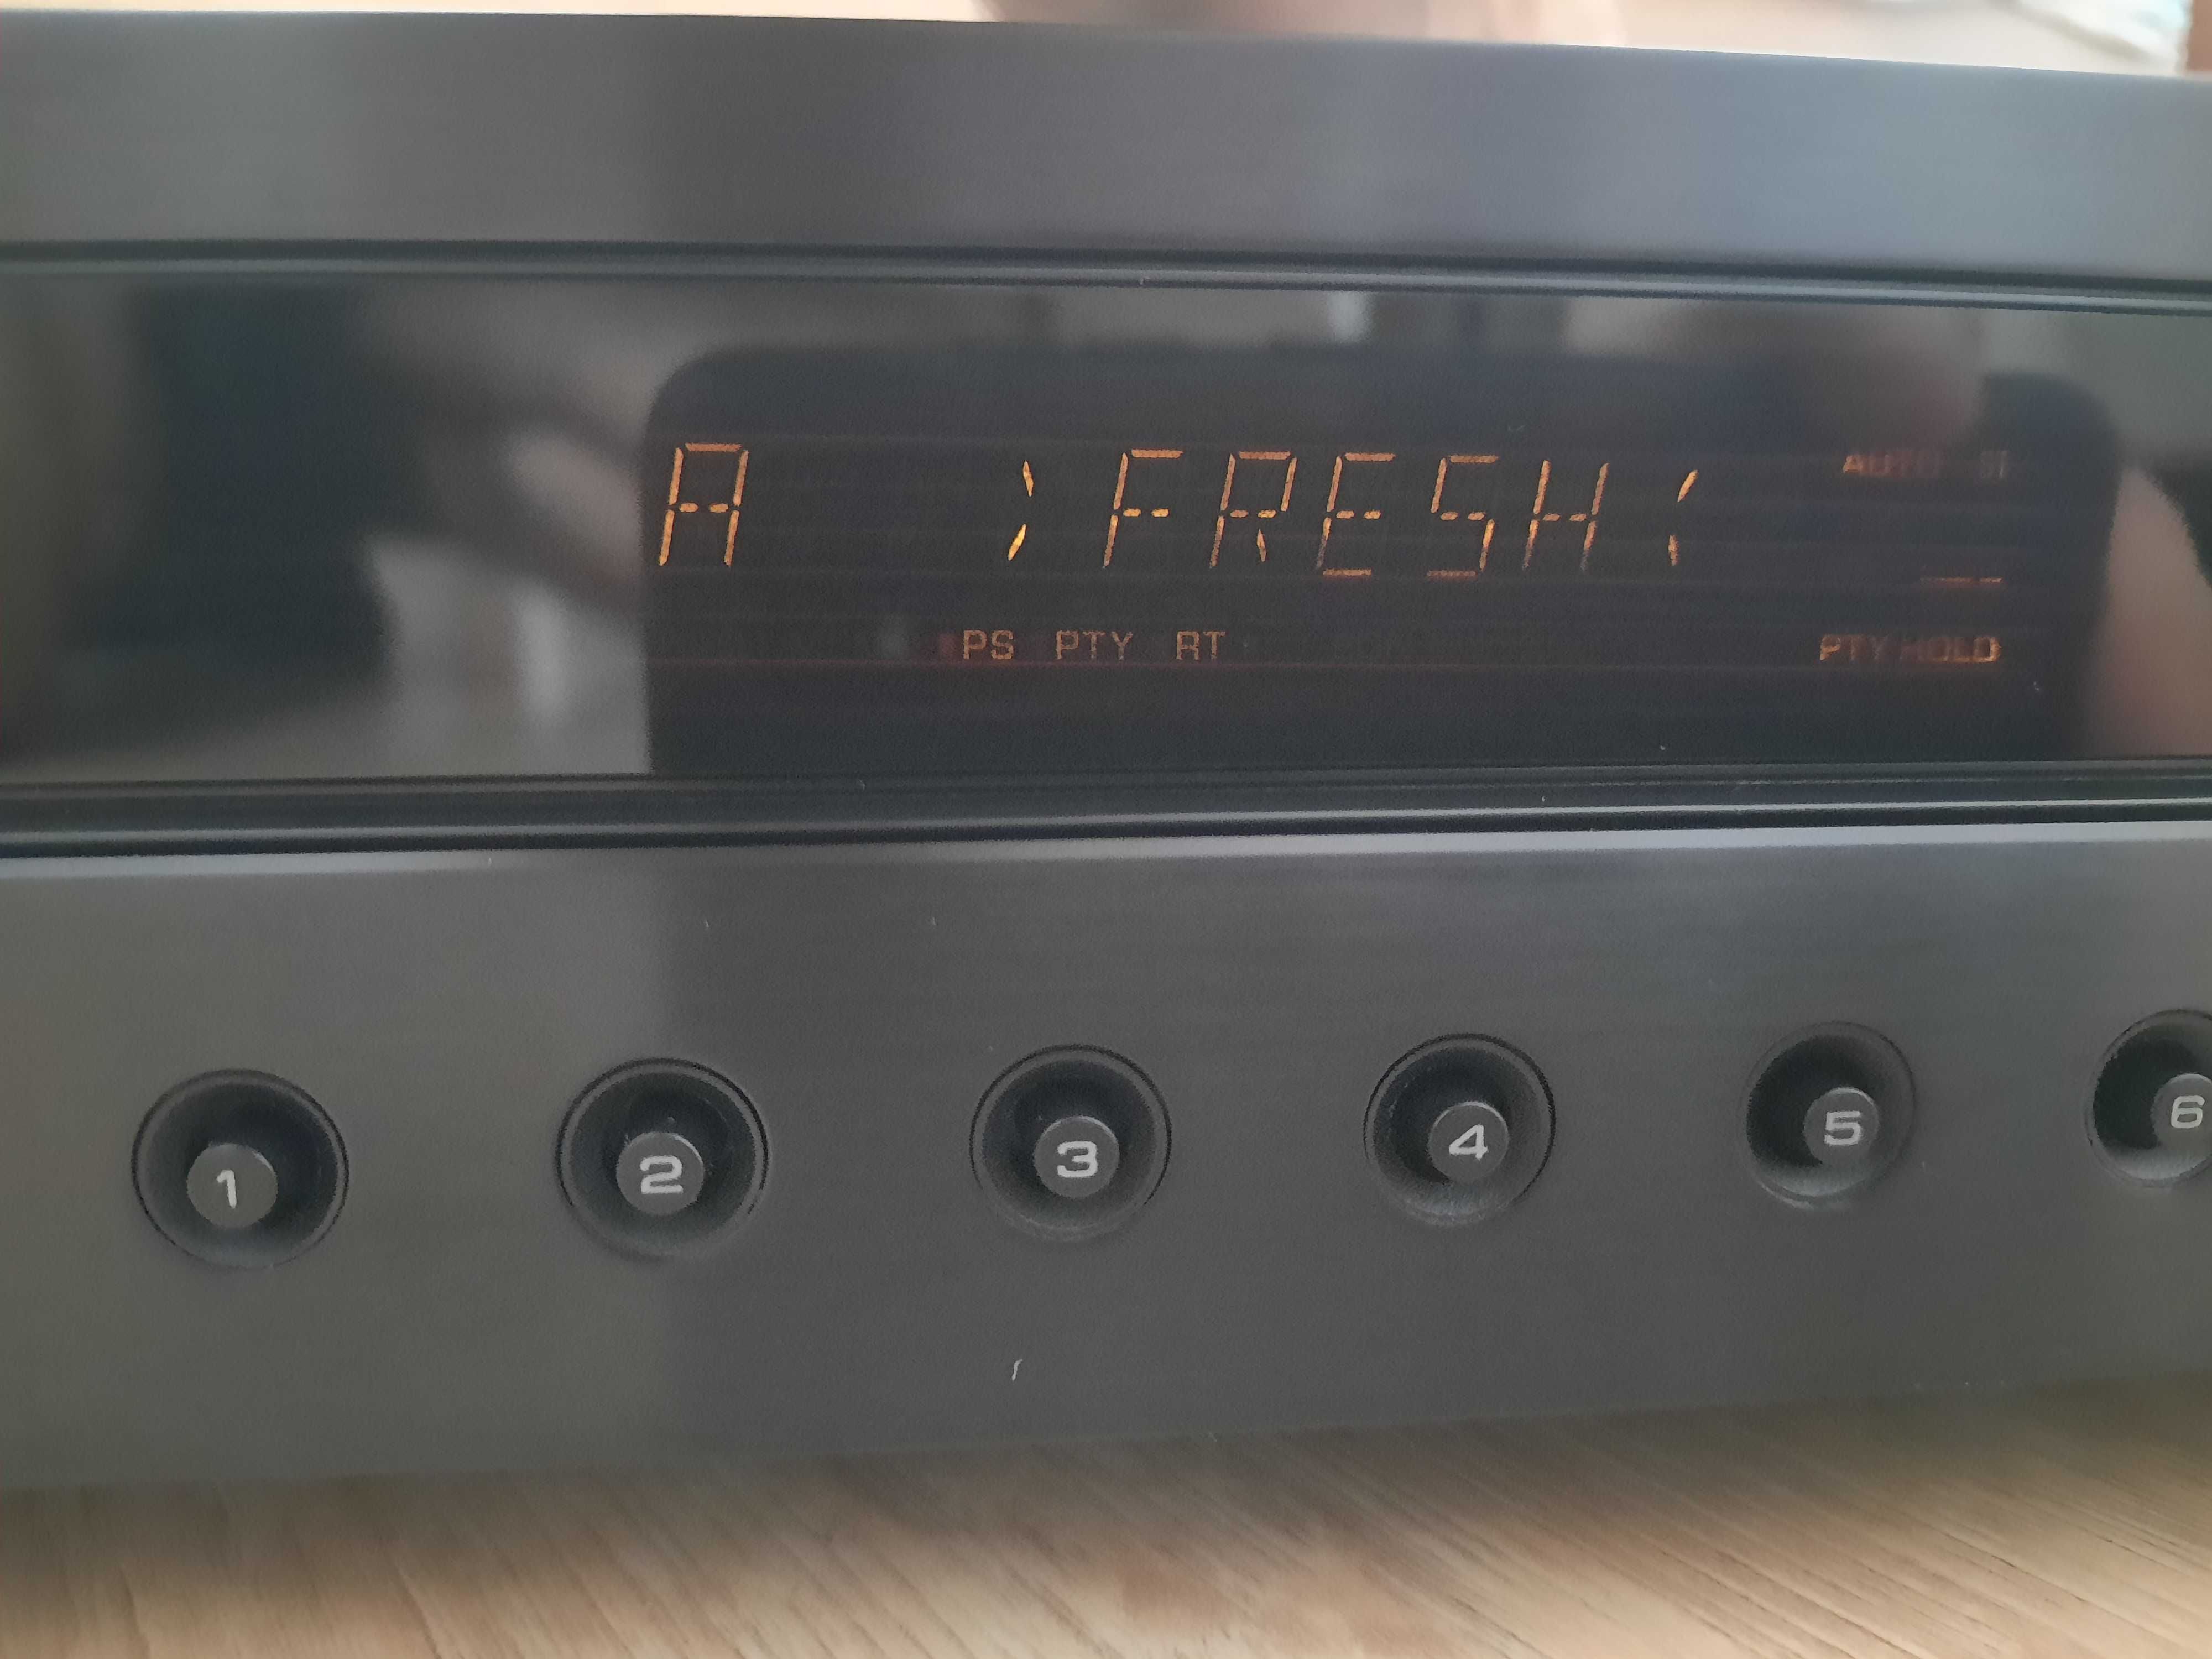 A >FRESH<
AUTO ST
PS PTY RT PTY HOLD
1 2 3 4 5 6